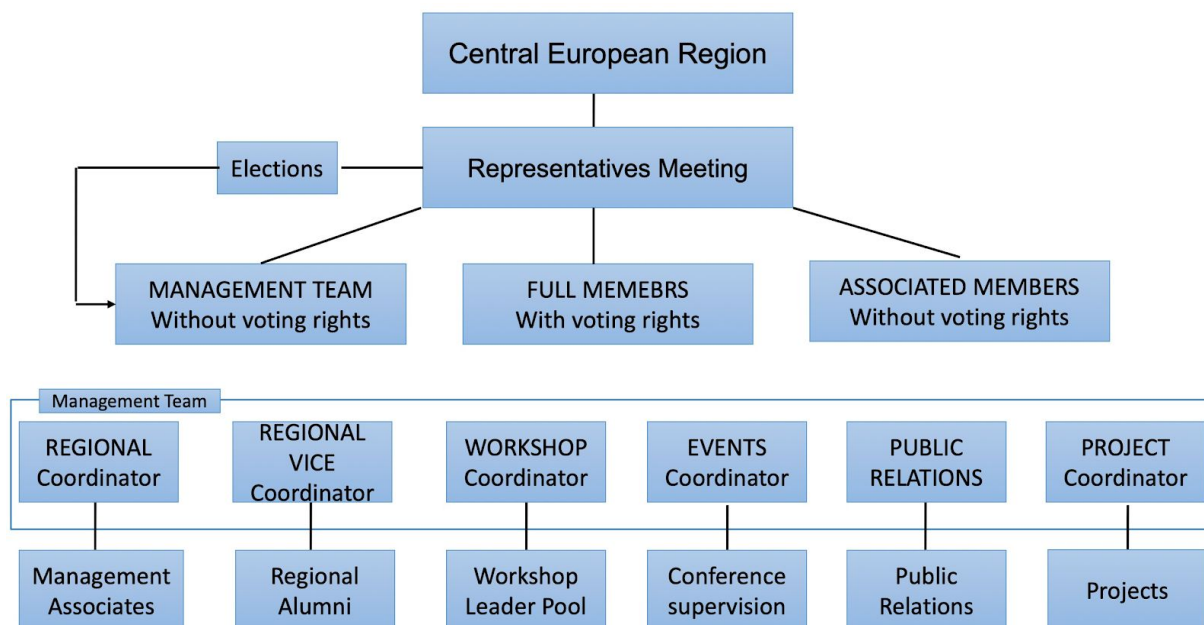 Central European Region
Elections
Representatives Meeting
MANAGEMENT TEAM
Without voting rights
FULL MEMEBRS
With voting rights
ASSOCIATED MEMBERS
Without voting rights
Management Team
REGIONAL
Coordinator
REGIONAL
VICE
Coordinator
WORKSHOP
Coordinator
EVENTS
Coordinator
PUBLIC
RELATIONS
PROJECT
Coordinator
Management
Associates
Regional
Alumni
Workshop
Leader Pool
Conference
supervision
Public
Relations
Projects